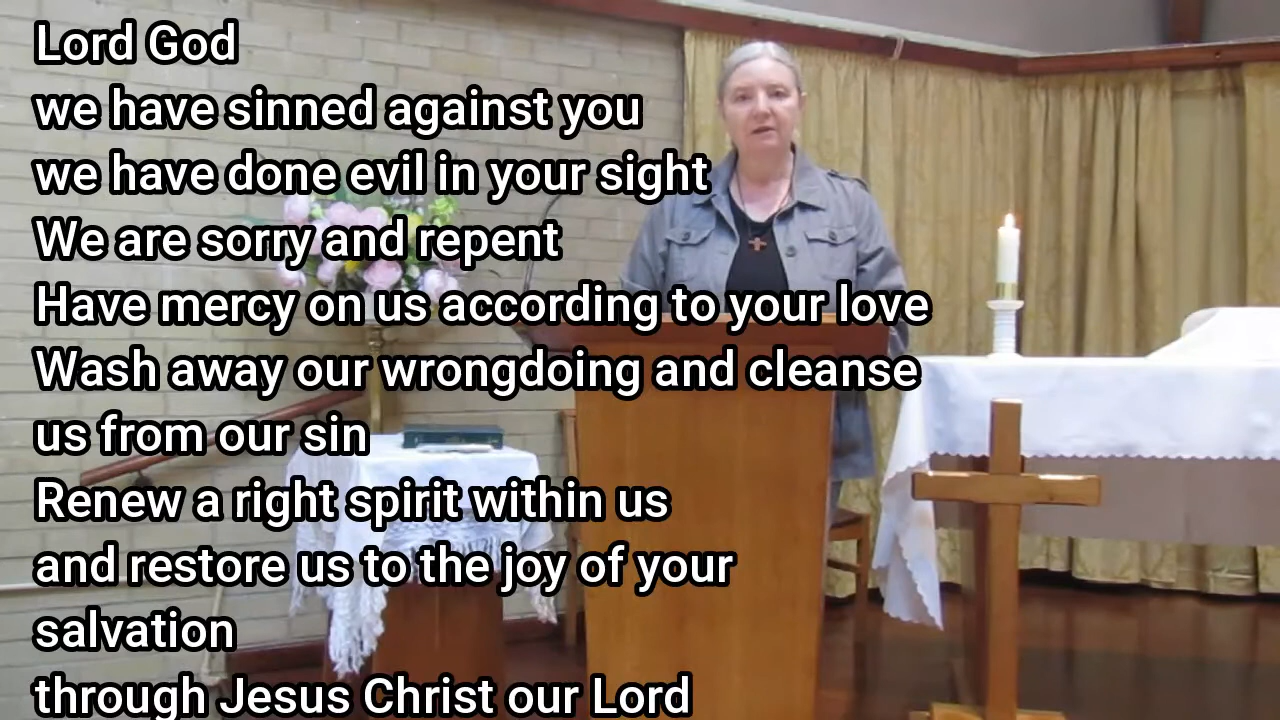 Lord God
we have sinned against you
we have done evil in your sight
We are sorry and repent
Have mercy on us according to your love
Wash away our wrongdoing and cleanse
us from our sin
Renew a right spirit within us
and restore us to the joy of your
salvation
through Jesus Christ our Lord